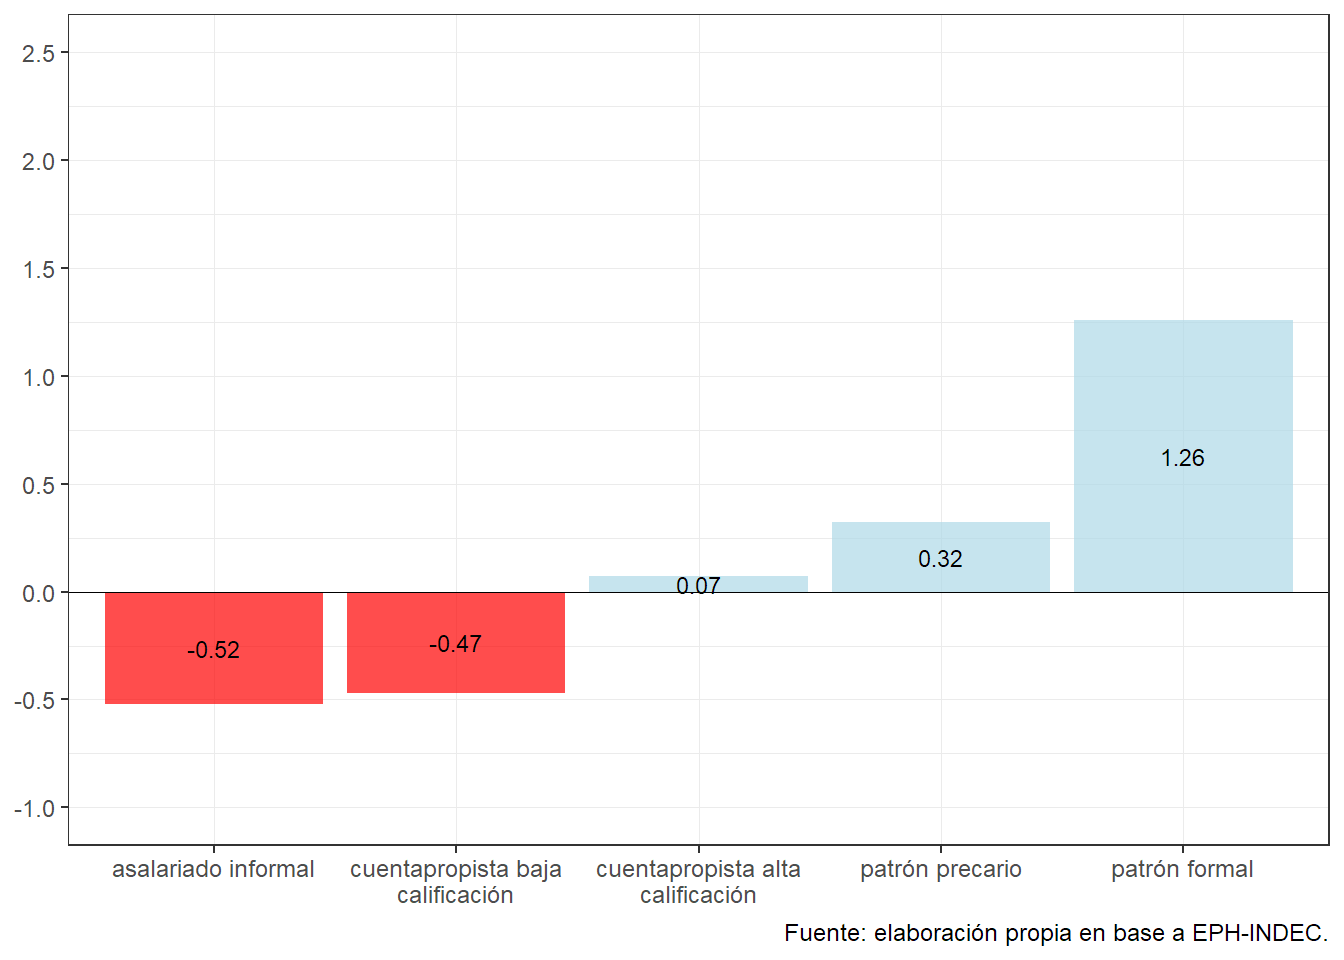 2.5
2.0
1.5
1.0
0.5
0.0
-0.5
-1.0
-0.52
-0.47
0.07
0.32
1.26
asalariado informal
cuentapropista baja
calificación
cuentapropista alta
calificación
patrón precario
patrón formal
Fuente: elaboración propia en base a EPH-INDEC.